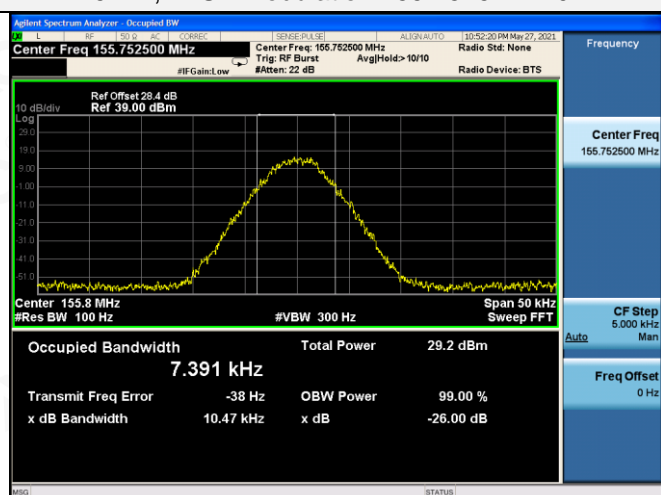 Agilent Spectrum Analyzer - Occupied BW
L RF 50 Ω AC CORREC SENSE:PULSE ALIGN AUTO 10:52:20 PM May 27, 2021
Center Freq 155.752500 MHz
Center Freq: 155.752500 MHz
Radio Std: None
Trig: RF Burst Avg|Hold:> 10/10
#IFGain:Low
#Atten: 22 dB
Radio Device: BTS
Ref Offset 28.4 dB
10 dB/div Ref 39.00 dBm
Log
29.0
19.0
9.00
-1.00
-11.0
-21.0
-31.0
-41.0
-51.0
Center 155.8 MHz Span 50 kHz
#Res BW 100 Hz #VBW 300 Hz Sweep FFT
Occupied Bandwidth Total Power 29.2 dBm
7.391 kHz
Transmit Freq Error -38 Hz OBW Power 99.00 %
x dB Bandwidth 10.47 kHz x dB -26.00 dB
MSG STATUS
Frequency
Center Freq
155.752500 MHz
CF Step
5.000 kHz
Auto Man
Freq Offset
0 Hz